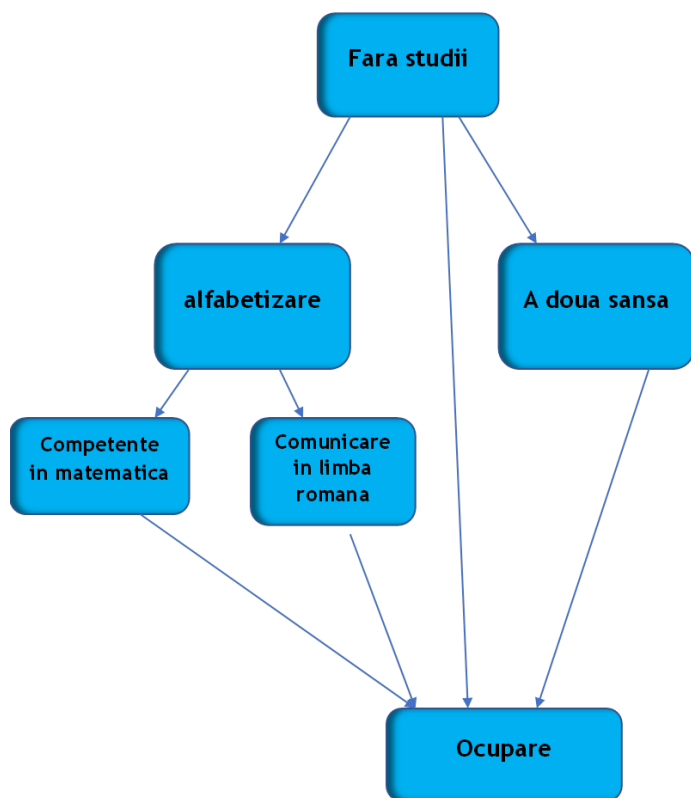 Fara studii
alfabetizare
A doua sansa
Competente
in matematica
Comunicare
in limba
romana
Ocupare